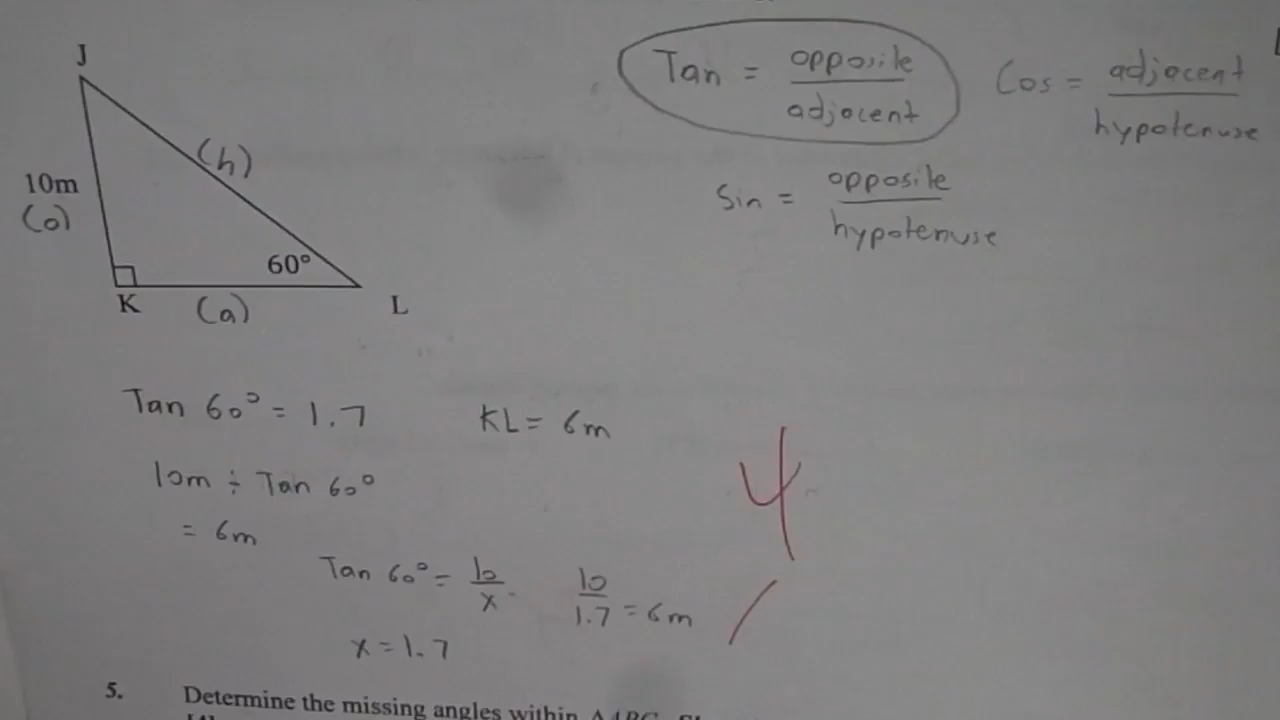 J
10m
(o)
(h)
60°
K
(a)
L
Tan = opposite
adjacent
Cos = adjacent
hypotenuse
Sin = opposite
hypotenuse
Tan 60° = 1.7
KL = 6m
10m ÷ Tan 60°
= 6m
Tan 60° = 10
x
10
1.7 = 6m
x = 1.7
4
5. Determine the missing angles within